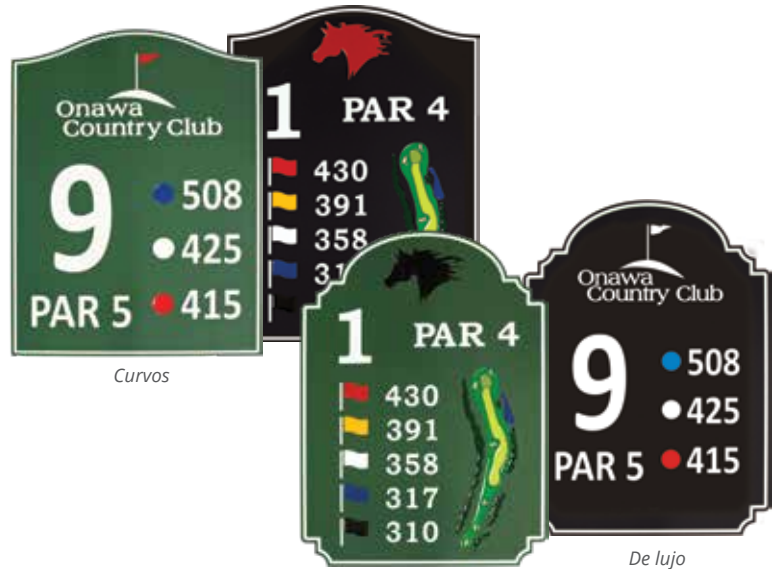 Onawa
Country Club
9
508
425
415
PAR 5
Curvos
1 PAR 4
430
391
358
1 PAR 4
430
391
358
317
310
Onawa
Country Club
9
508
425
415
PAR 5
De lujo